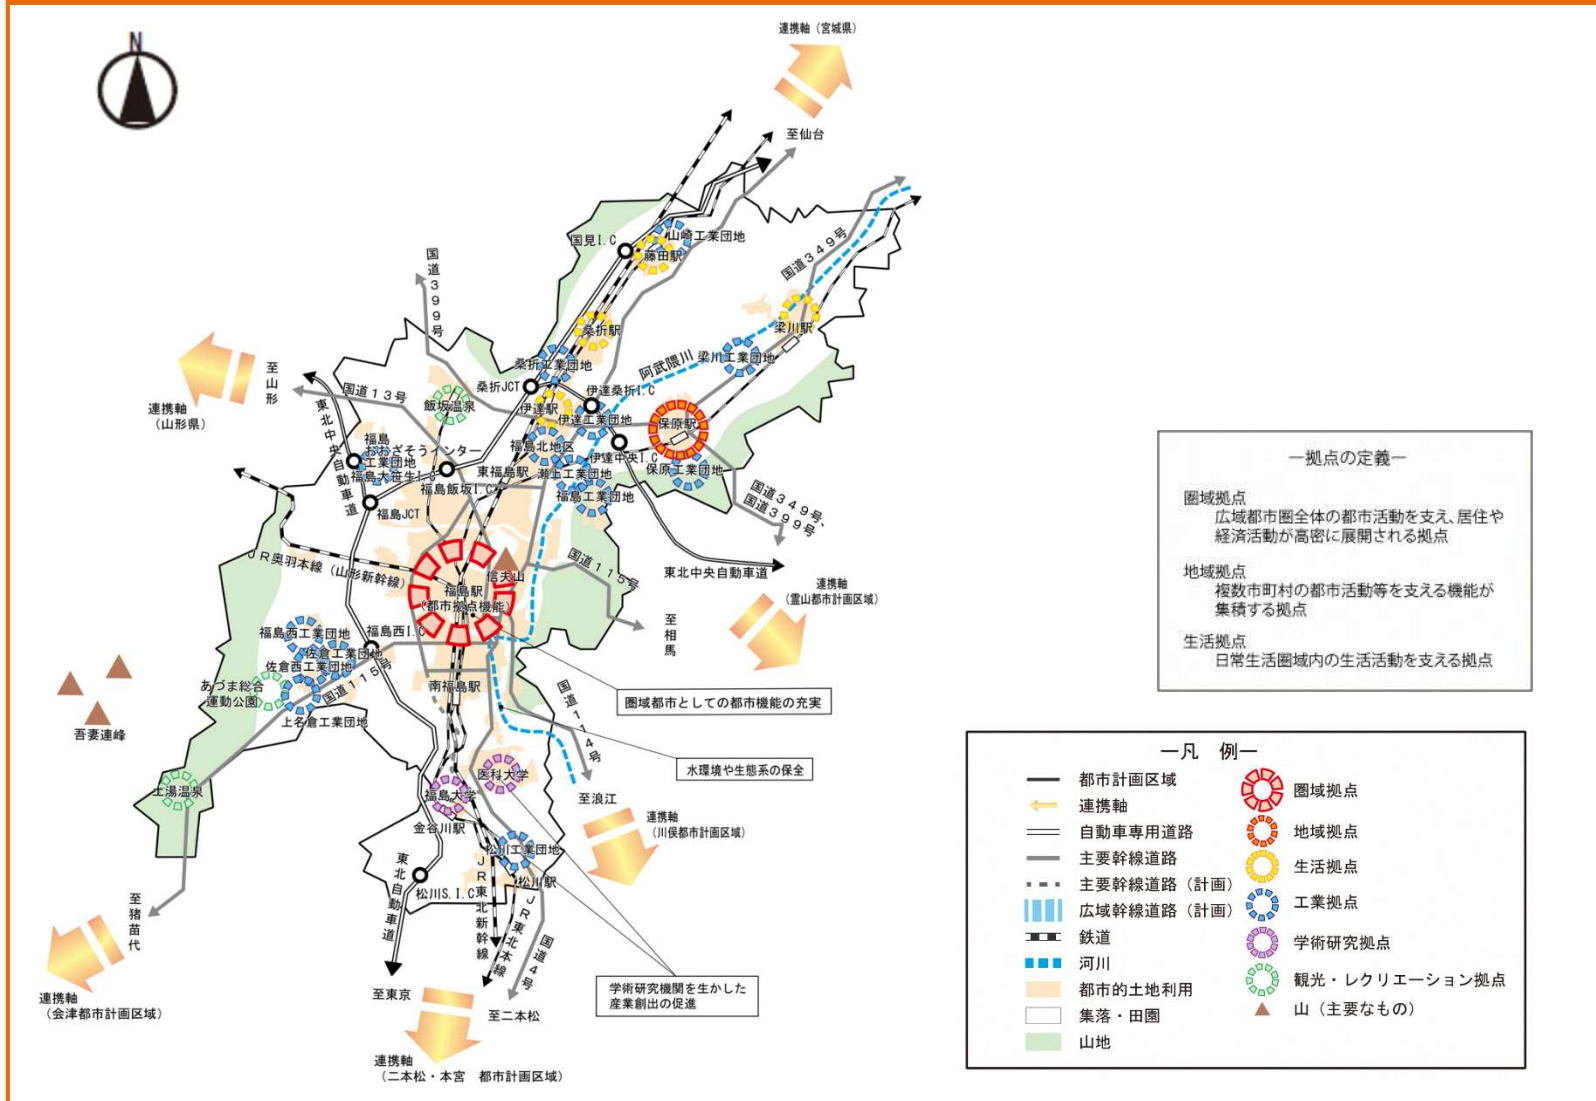 N
連携軸(宮城県)
至仙台
国見I.C
山崎工業団地
藤田駅
国道349号
国道399号
桑折駅
梁川駅
桑折工業団地
阿武隈川
梁川工業団地
至山形
連携軸
(山形県)
国道13号
桑折JCT
伊達桑折I.C
飯坂温泉
伊達駅
伊達工業団地
保原駅
東北中央自動車道
福島
おおざそうインター
工業団地
福島大笹生I.C
福島北地区
東福島駅
瀬上工業団地
伊達中央I.C
保原工業団地
福島飯坂I.C
福島工業団地
国道349号、
国道399号
福島JCT
JR奥羽本線(山形新幹線)
信夫山
国道115号
東北中央自動車道
福島駅
(都市拠点機能)
連携軸
(霊山都市計画区域)
至相馬
福島西工業団地
福島西I.C
佐倉工業団地
佐倉西工業団地
国道115号
あづま総合
運動公園
上名倉工業団地
南福島駅
吾妻連峰
圏域都市としての都市機能の充実
国道114号
水環境や生態系の保全
土湯温泉
医科大学
福島大学
至浪江
金谷川駅
連携軸
(川俣都市計画区域)
松川工業団地
松川駅
松川S.I.C
東北自動車道
JR東北新幹線
JR東北本線
国道4号
至猪苗代
連携軸
(会津都市計画区域)
至東京
学術研究機関を生かした
産業創出の促進
至二本松
連携軸
(二本松・本宮 都市計画区域)
―拠点の定義―
圏域拠点
広域都市圏全体の都市活動を支え、居住や
経済活動が高密に展開される拠点
地域拠点
複数市町村の都市活動等を支える機能が
集積する拠点
生活拠点
日常生活圏域内の生活活動を支える拠点
―凡 例―
都市計画区域
連携軸
自動車専用道路
主要幹線道路
主要幹線道路(計画)
広域幹線道路(計画)
鉄道
河川
都市的土地利用
集落・田園
山地
圏域拠点
地域拠点
生活拠点
工業拠点
学術研究拠点
観光・レクリエーション拠点
山(主要なもの)